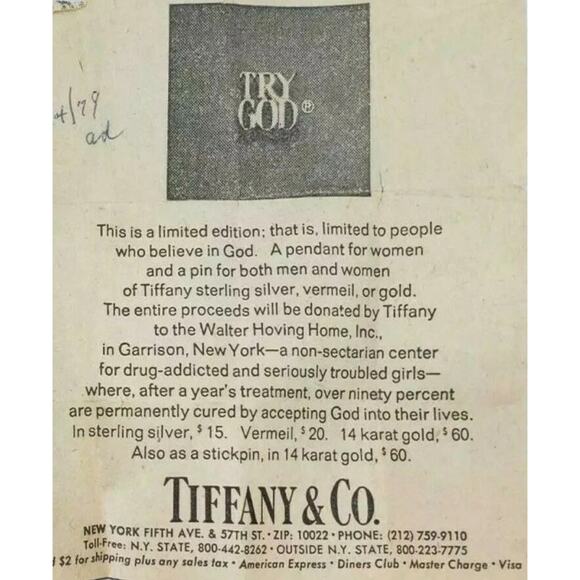 TRY
GOD ®
4/79
ad
This is a limited edition; that is, limited to people
who believe in God. A pendant for women
and a pin for both men and women
of Tiffany sterling silver, vermeil, or gold.
The entire proceeds will be donated by Tiffany
to the Walter Hoving Home, Inc.,
in Garrison, New York—a non-sectarian center
for drug-addicted and seriously troubled girls—
where, after a year's treatment, over ninety percent
are permanently cured by accepting God into their lives.
In sterling silver, $15. Vermeil, $20. 14 karat gold, $60.
Also as a stickpin, in 14 karat gold, $60.
TIFFANY & CO.
NEW YORK FIFTH AVE. & 57TH ST. • ZIP: 10022 • PHONE: (212) 759-9110
Toll-Free: N.Y. STATE, 800-442-8262 • OUTSIDE N.Y. STATE, 800-223-7775
$2 for shipping plus any sales tax • American Express • Diners Club • Master Charge • Visa